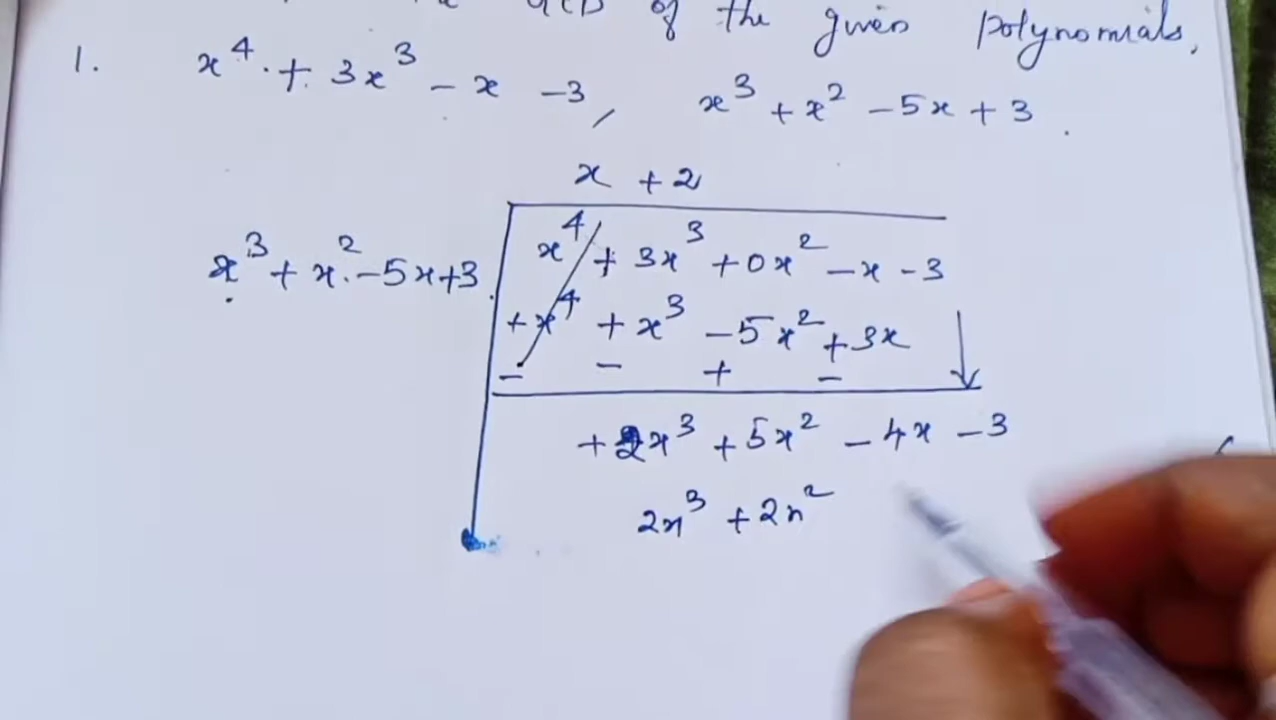 of the given polynomials,
1. x⁴ + 3x³ - x - 3, x³ + x² - 5x + 3
x + 2
x³ + x² - 5x + 3 x⁴ + 3x³ + 0x² - x - 3
+ x⁴ + x³ - 5x² + 3x
- - + -
+ 2x³ + 5x² - 4x - 3
2x³ + 2x²